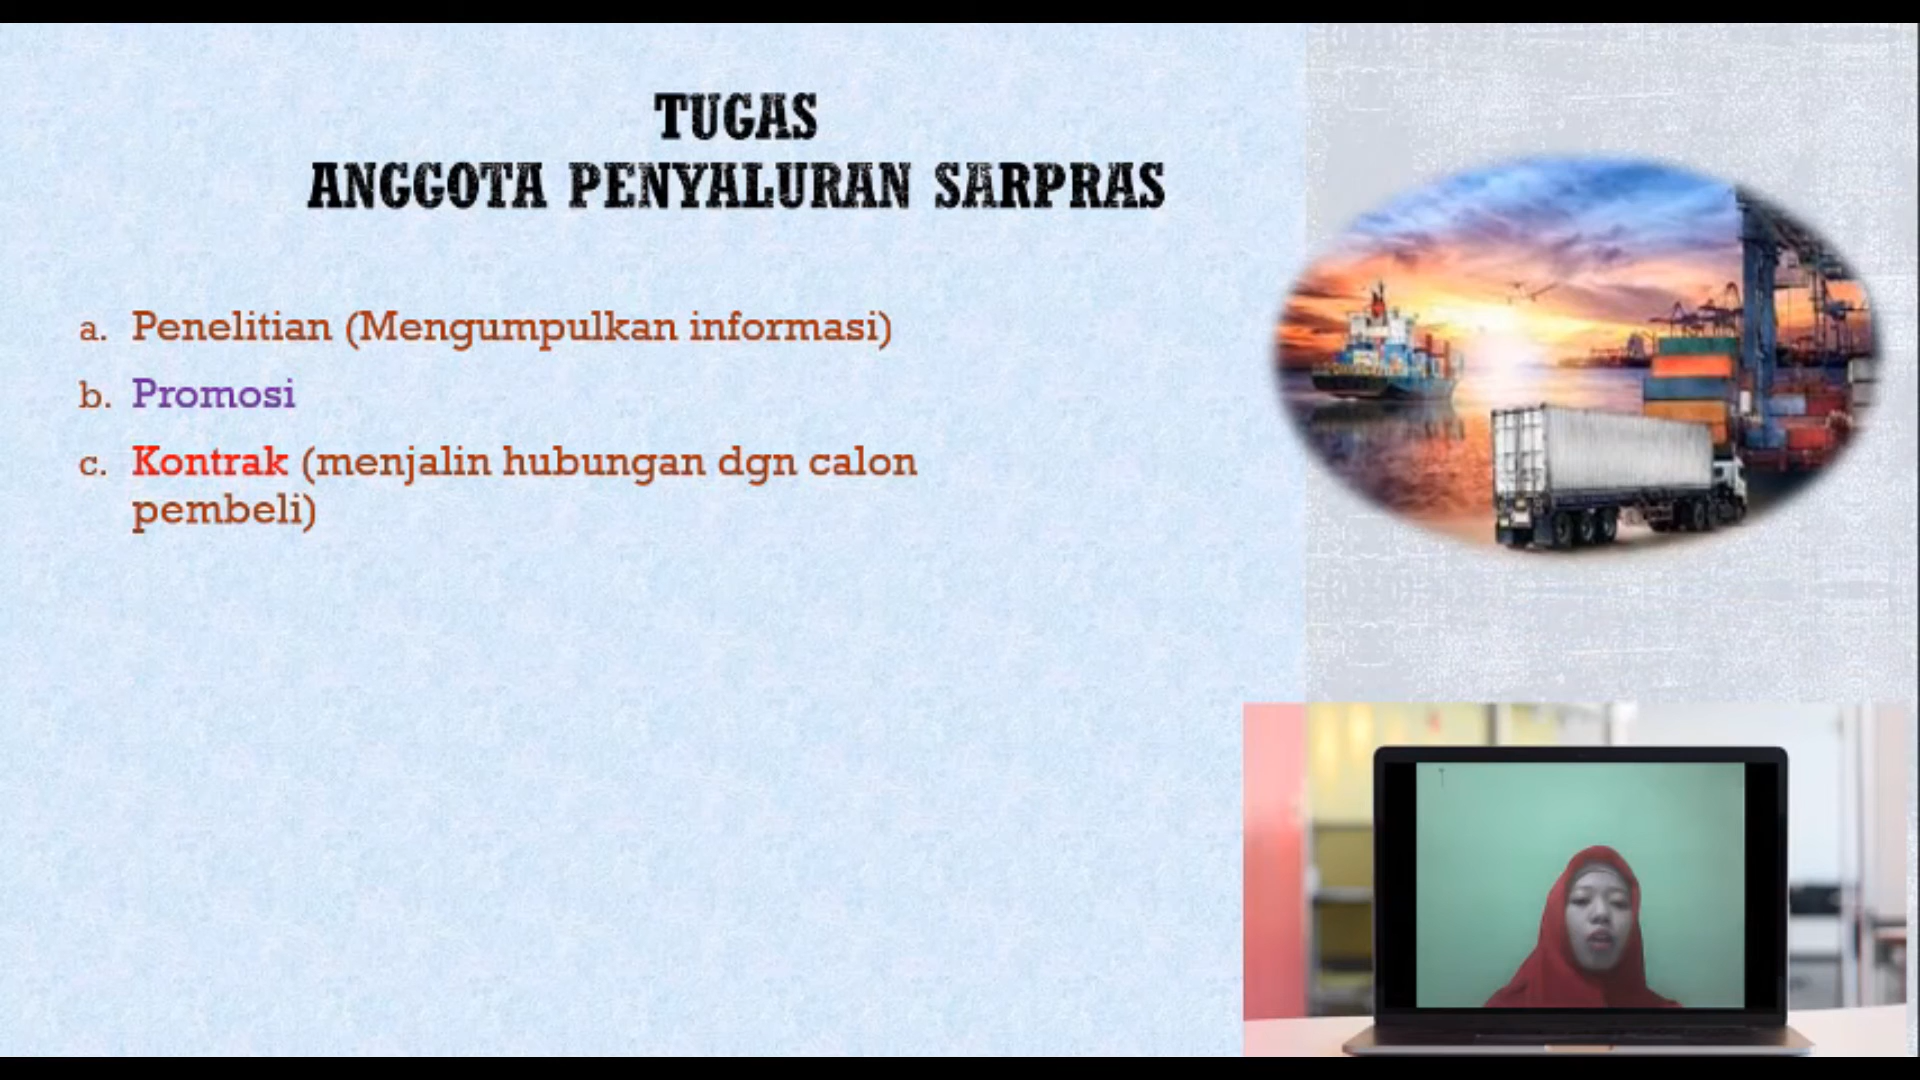 TUGAS
ANGGOTA PENYALURAN SARPRAS
a. Penelitian (Mengumpulkan informasi)
b. Promosi
c. Kontrak (menjalin hubungan dgn calon
pembeli)